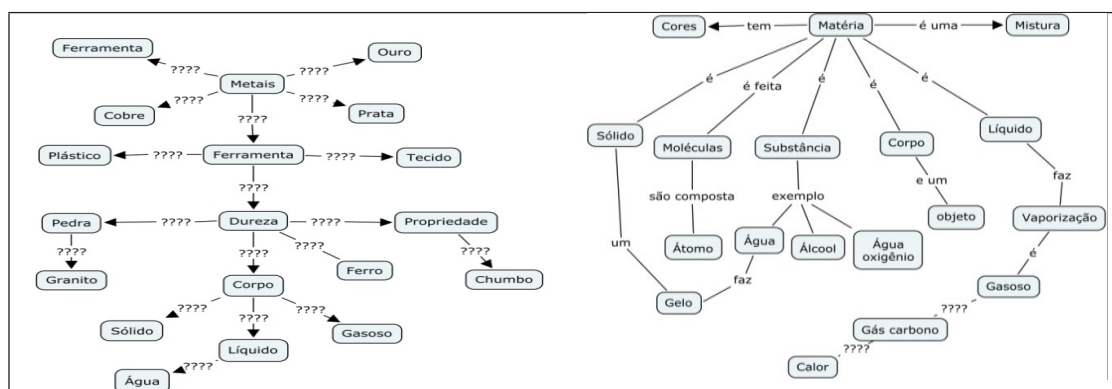 Ferramenta
????
????
Ouro
Metais
Cobre
????
????
Prata
????
Plástico
????
Ferramenta
????
Tecido
????
Pedra
????
Dureza
????
Propriedade
????
????
????
????
Granito
Ferro
Chumbo
Corpo
Sólido
????
????
????
Gasoso
Líquido
Água
????
Cores
tem
Matéria
é uma
Mistura
é
é feita
é
é
é
Sólido
Moléculas
Substância
Corpo
Líquido
são composta
exemplo
e um
faz
um
Átomo
Água
Álcool
Água
oxigênio
objeto
Vaporização
faz
é
Gelo
Gasoso
????
Gás carbono
????
Calor